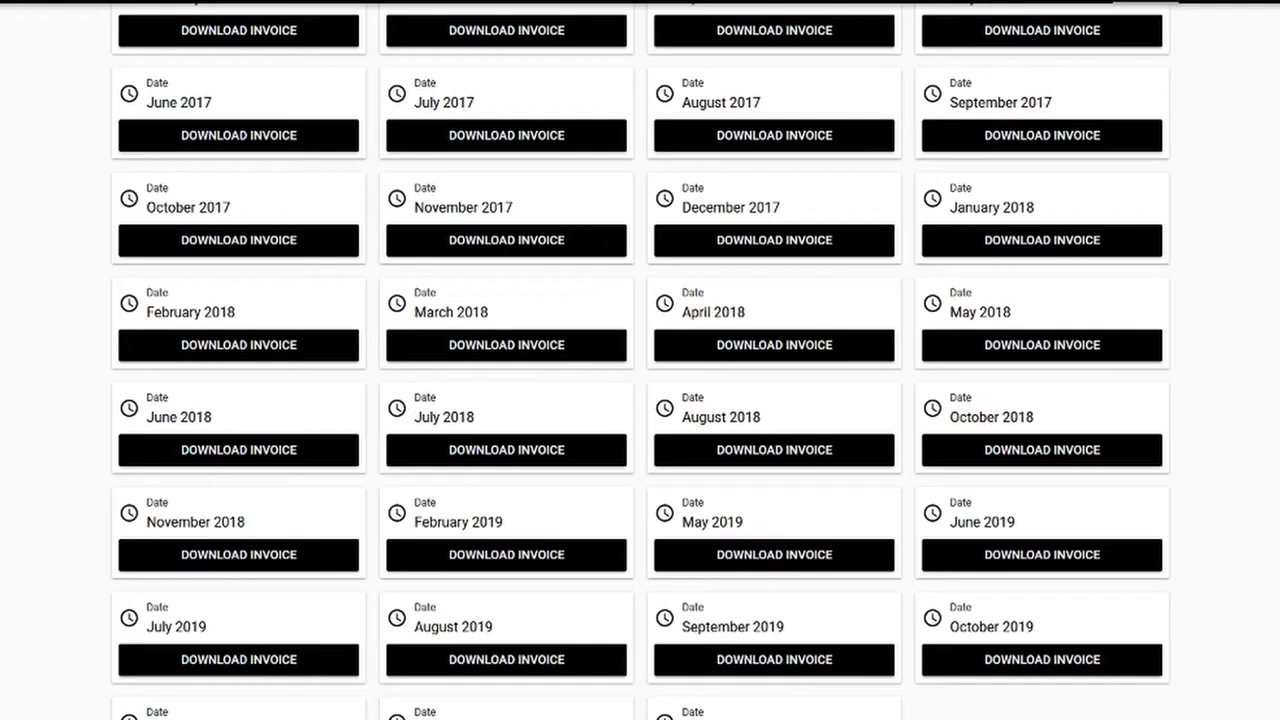 DOWNLOAD INVOICE DOWNLOAD INVOICE DOWNLOAD INVOICE DOWNLOAD INVOICE
Date Date Date Date
June 2017 July 2017 August 2017 September 2017
DOWNLOAD INVOICE DOWNLOAD INVOICE DOWNLOAD INVOICE DOWNLOAD INVOICE
Date Date Date Date
October 2017 November 2017 December 2017 January 2018
DOWNLOAD INVOICE DOWNLOAD INVOICE DOWNLOAD INVOICE DOWNLOAD INVOICE
Date Date Date Date
February 2018 March 2018 April 2018 May 2018
DOWNLOAD INVOICE DOWNLOAD INVOICE DOWNLOAD INVOICE DOWNLOAD INVOICE
Date Date Date Date
June 2018 July 2018 August 2018 October 2018
DOWNLOAD INVOICE DOWNLOAD INVOICE DOWNLOAD INVOICE DOWNLOAD INVOICE
Date Date Date Date
November 2018 February 2019 May 2019 June 2019
DOWNLOAD INVOICE DOWNLOAD INVOICE DOWNLOAD INVOICE DOWNLOAD INVOICE
Date Date Date Date
July 2019 August 2019 September 2019 October 2019
DOWNLOAD INVOICE DOWNLOAD INVOICE DOWNLOAD INVOICE DOWNLOAD INVOICE
Date Date Date